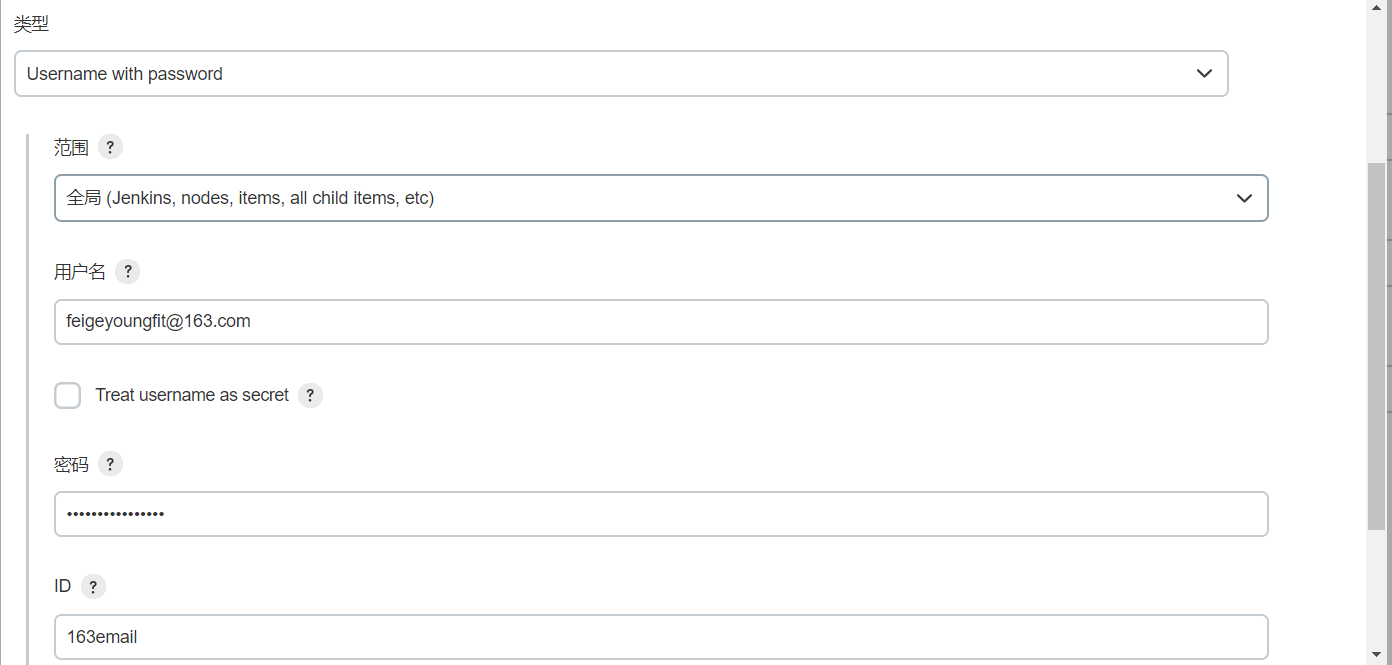 类型
Username with password
范围 ?
全局 (Jenkins, nodes, items, all child items, etc)
用户名 ?
feigeyoungfit@163.com
Treat username as secret ?
密码 ?
••••••••••••••••
ID ?
163email